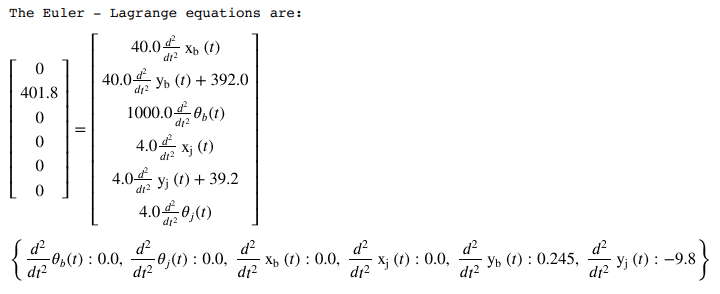 The Euler - Lagrange equations are:
[0 401.8 0 0 0 0] = [40.0 d²/dt² x_b (t)
40.0 d²/dt² y_b (t) + 392.0
1000.0 d²/dt² θ_b(t)
4.0 d²/dt² x_j (t)
4.0 d²/dt² y_j (t) + 39.2
4.0 d²/dt² θ_j(t)]
{d²/dt² θ_b(t) : 0.0, d²/dt² θ_j(t) : 0.0, d²/dt² x_b (t) : 0.0, d²/dt² x_j (t) : 0.0, d²/dt² y_b (t) : 0.245, d²/dt² y_j (t) : -9.8}